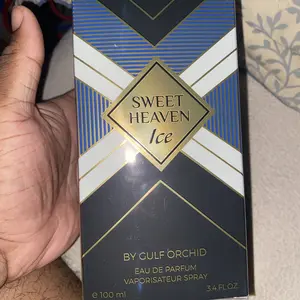 SWEET
HEAVEN
Ice
BY GULF ORCHID
EAU DE PARFUM
VAPORISATEUR SPRAY
e 100 ml
3.4 FL.OZ